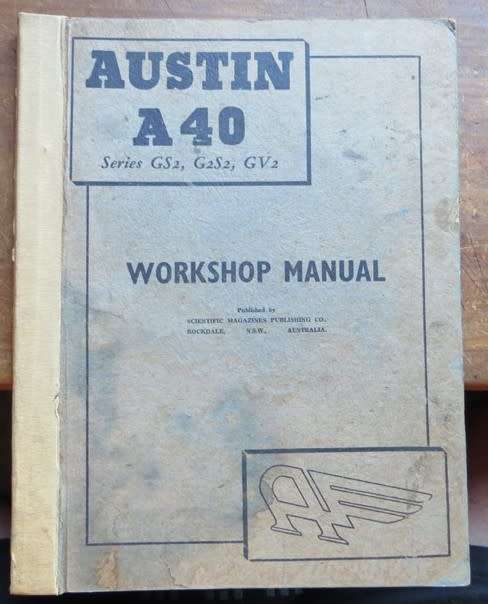 AUSTIN
A40
Series GS2, G2S2, GV2
WORKSHOP MANUAL
Published by
SCIENTIFIC MAGAZINES PUBLISHING CO.,
ROCKDALE, N.S.W., AUSTRALIA.